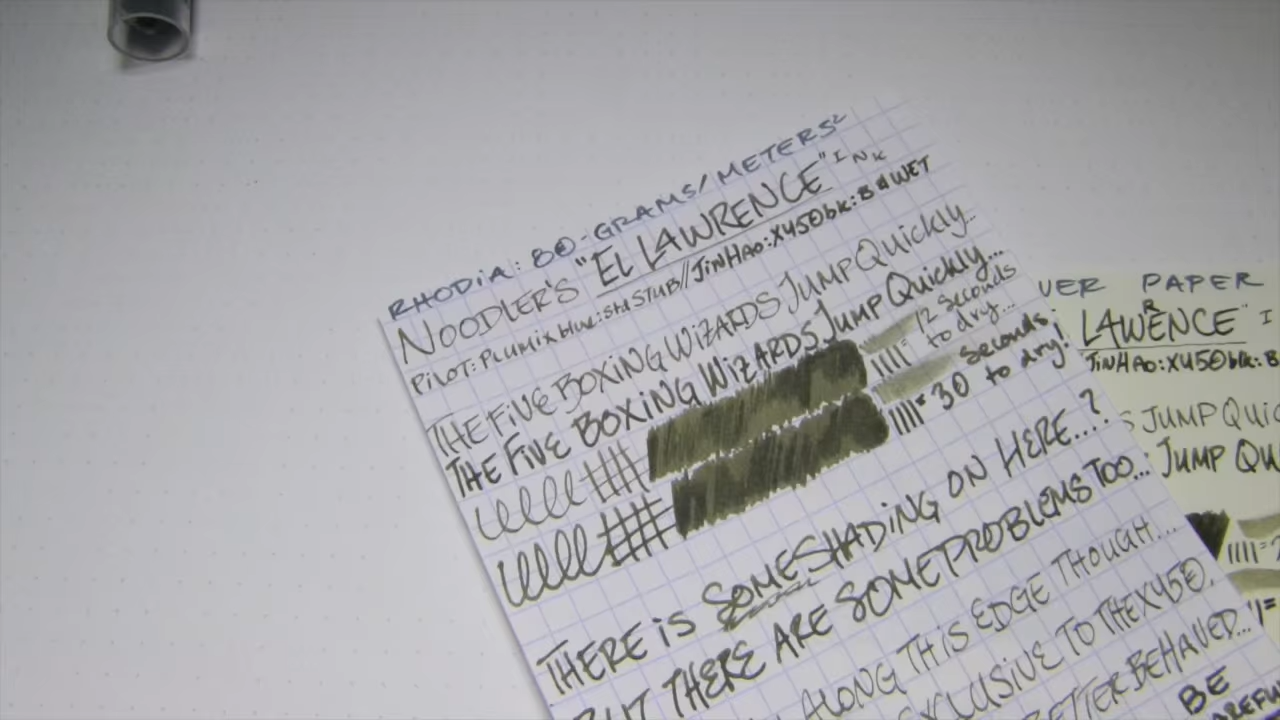 RHODIA: 80-GRAMS/METERS²
NOODLER'S "EL LAWRENCE" INK
PILOT: PLUMIX blue: std STUB//JINHAO: X450 bk: B & WET
THE FIVE BOXING WIZARDS JUMP QUICKLY...
THE FIVE BOXING WIZARDS JUMP QUICKLY...
= 12 seconds
to dry...
= 30 seconds
to dry!
THERE IS SOME SHADING ON HERE....?
BUT THERE ARE SOME PROBLEMS TOO...
ALONG THIS EDGE THOUGH...
EXCLUSIVE TO THE X450.
BETTER BEHAVED...
BE
PAPER
LAWRENCE" I
JINHAO: X450 bk: B
JUMP QUIC
JUMP QU